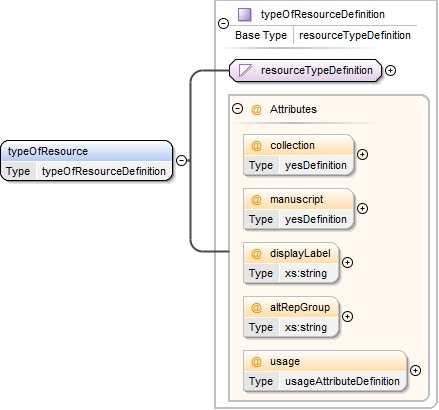 typeOfResourceDefinition
Base Type resourceTypeDefinition
resourceTypeDefinition
@ Attributes
@ collection
Type yesDefinition
@ manuscript
Type yesDefinition
@ displayLabel
Type xs:string
@ altRepGroup
Type xs:string
@ usage
Type usageAttributeDefinition
typeOfResource
Type typeOfResourceDefinition